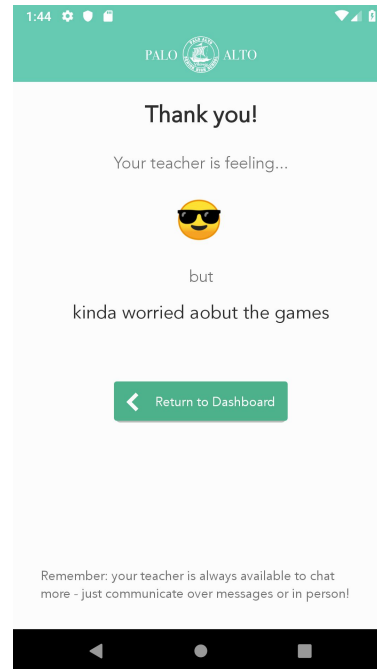 1:44
PALO ALTO
Thank you!
Your teacher is feeling...
but
kinda worried aobut the games
Return to Dashboard
Remember: your teacher is always available to chat
more - just communicate over messages or in person!